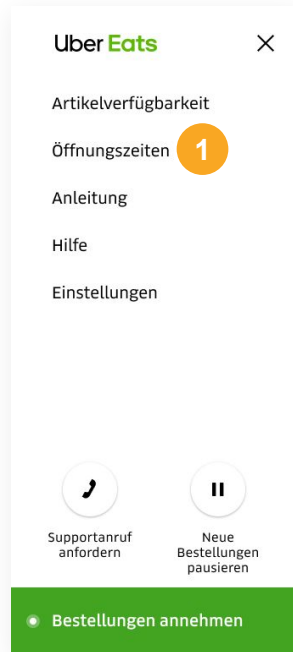 Uber Eats
Artikelverfügbarkeit
Öffnungszeiten 1
Anleitung
Hilfe
Einstellungen
Supportanruf
anfordern
Neue
Bestellungen
pausieren
Bestellungen annehmen